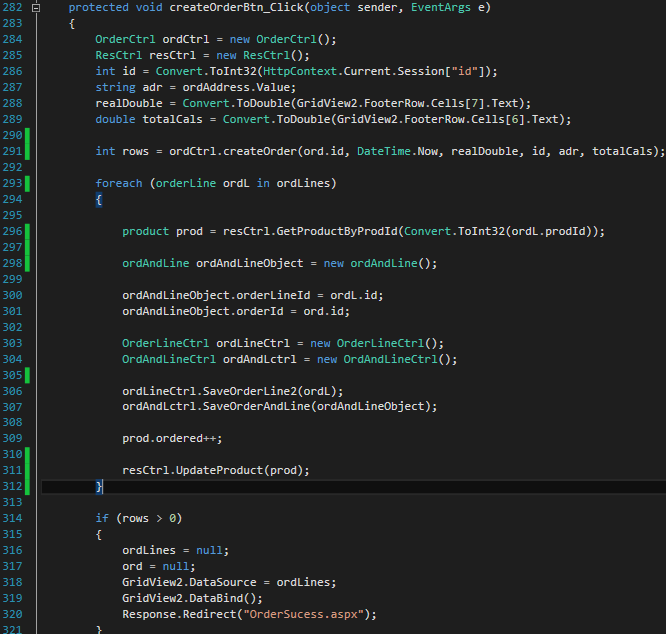 282 protected void createOrderBtn_Click(object sender, EventArgs e)
283 {
284 OrderCtrl ordCtrl = new OrderCtrl();
285 ResCtrl resCtrl = new ResCtrl();
286 int id = Convert.ToInt32(HttpContext.Current.Session["id"]);
287 string adr = ordAddress.Value;
288 realDouble = Convert.ToDouble(GridView2.FooterRow.Cells[7].Text);
289 double totalCals = Convert.ToDouble(GridView2.FooterRow.Cells[6].Text);
290
291 int rows = ordCtrl.createOrder(ord.id, DateTime.Now, realDouble, id, adr, totalCals);
292
293 foreach (orderLine ordL in ordLines)
294 {
295
296 product prod = resCtrl.GetProductByProdId(Convert.ToInt32(ordL.prodId));
297
298 ordAndLine ordAndLineObject = new ordAndLine();
299
300 ordAndLineObject.orderLineId = ordL.id;
301 ordAndLineObject.orderId = ord.id;
302
303 OrderLineCtrl ordLineCtrl = new OrderLineCtrl();
304 OrdAndLineCtrl ordAndLctrl = new OrdAndLineCtrl();
305
306 ordLineCtrl.SaveOrderLine2(ordL);
307 ordAndLctrl.SaveOrderAndLine(ordAndLineObject);
308
309 prod.ordered++;
310
311 resCtrl.UpdateProduct(prod);
312 }
313
314 if (rows > 0)
315 {
316 ordLines = null;
317 ord = null;
318 GridView2.DataSource = ordLines;
319 GridView2.DataBind();
320 Response.Redirect("OrderSucess.aspx");
321 }